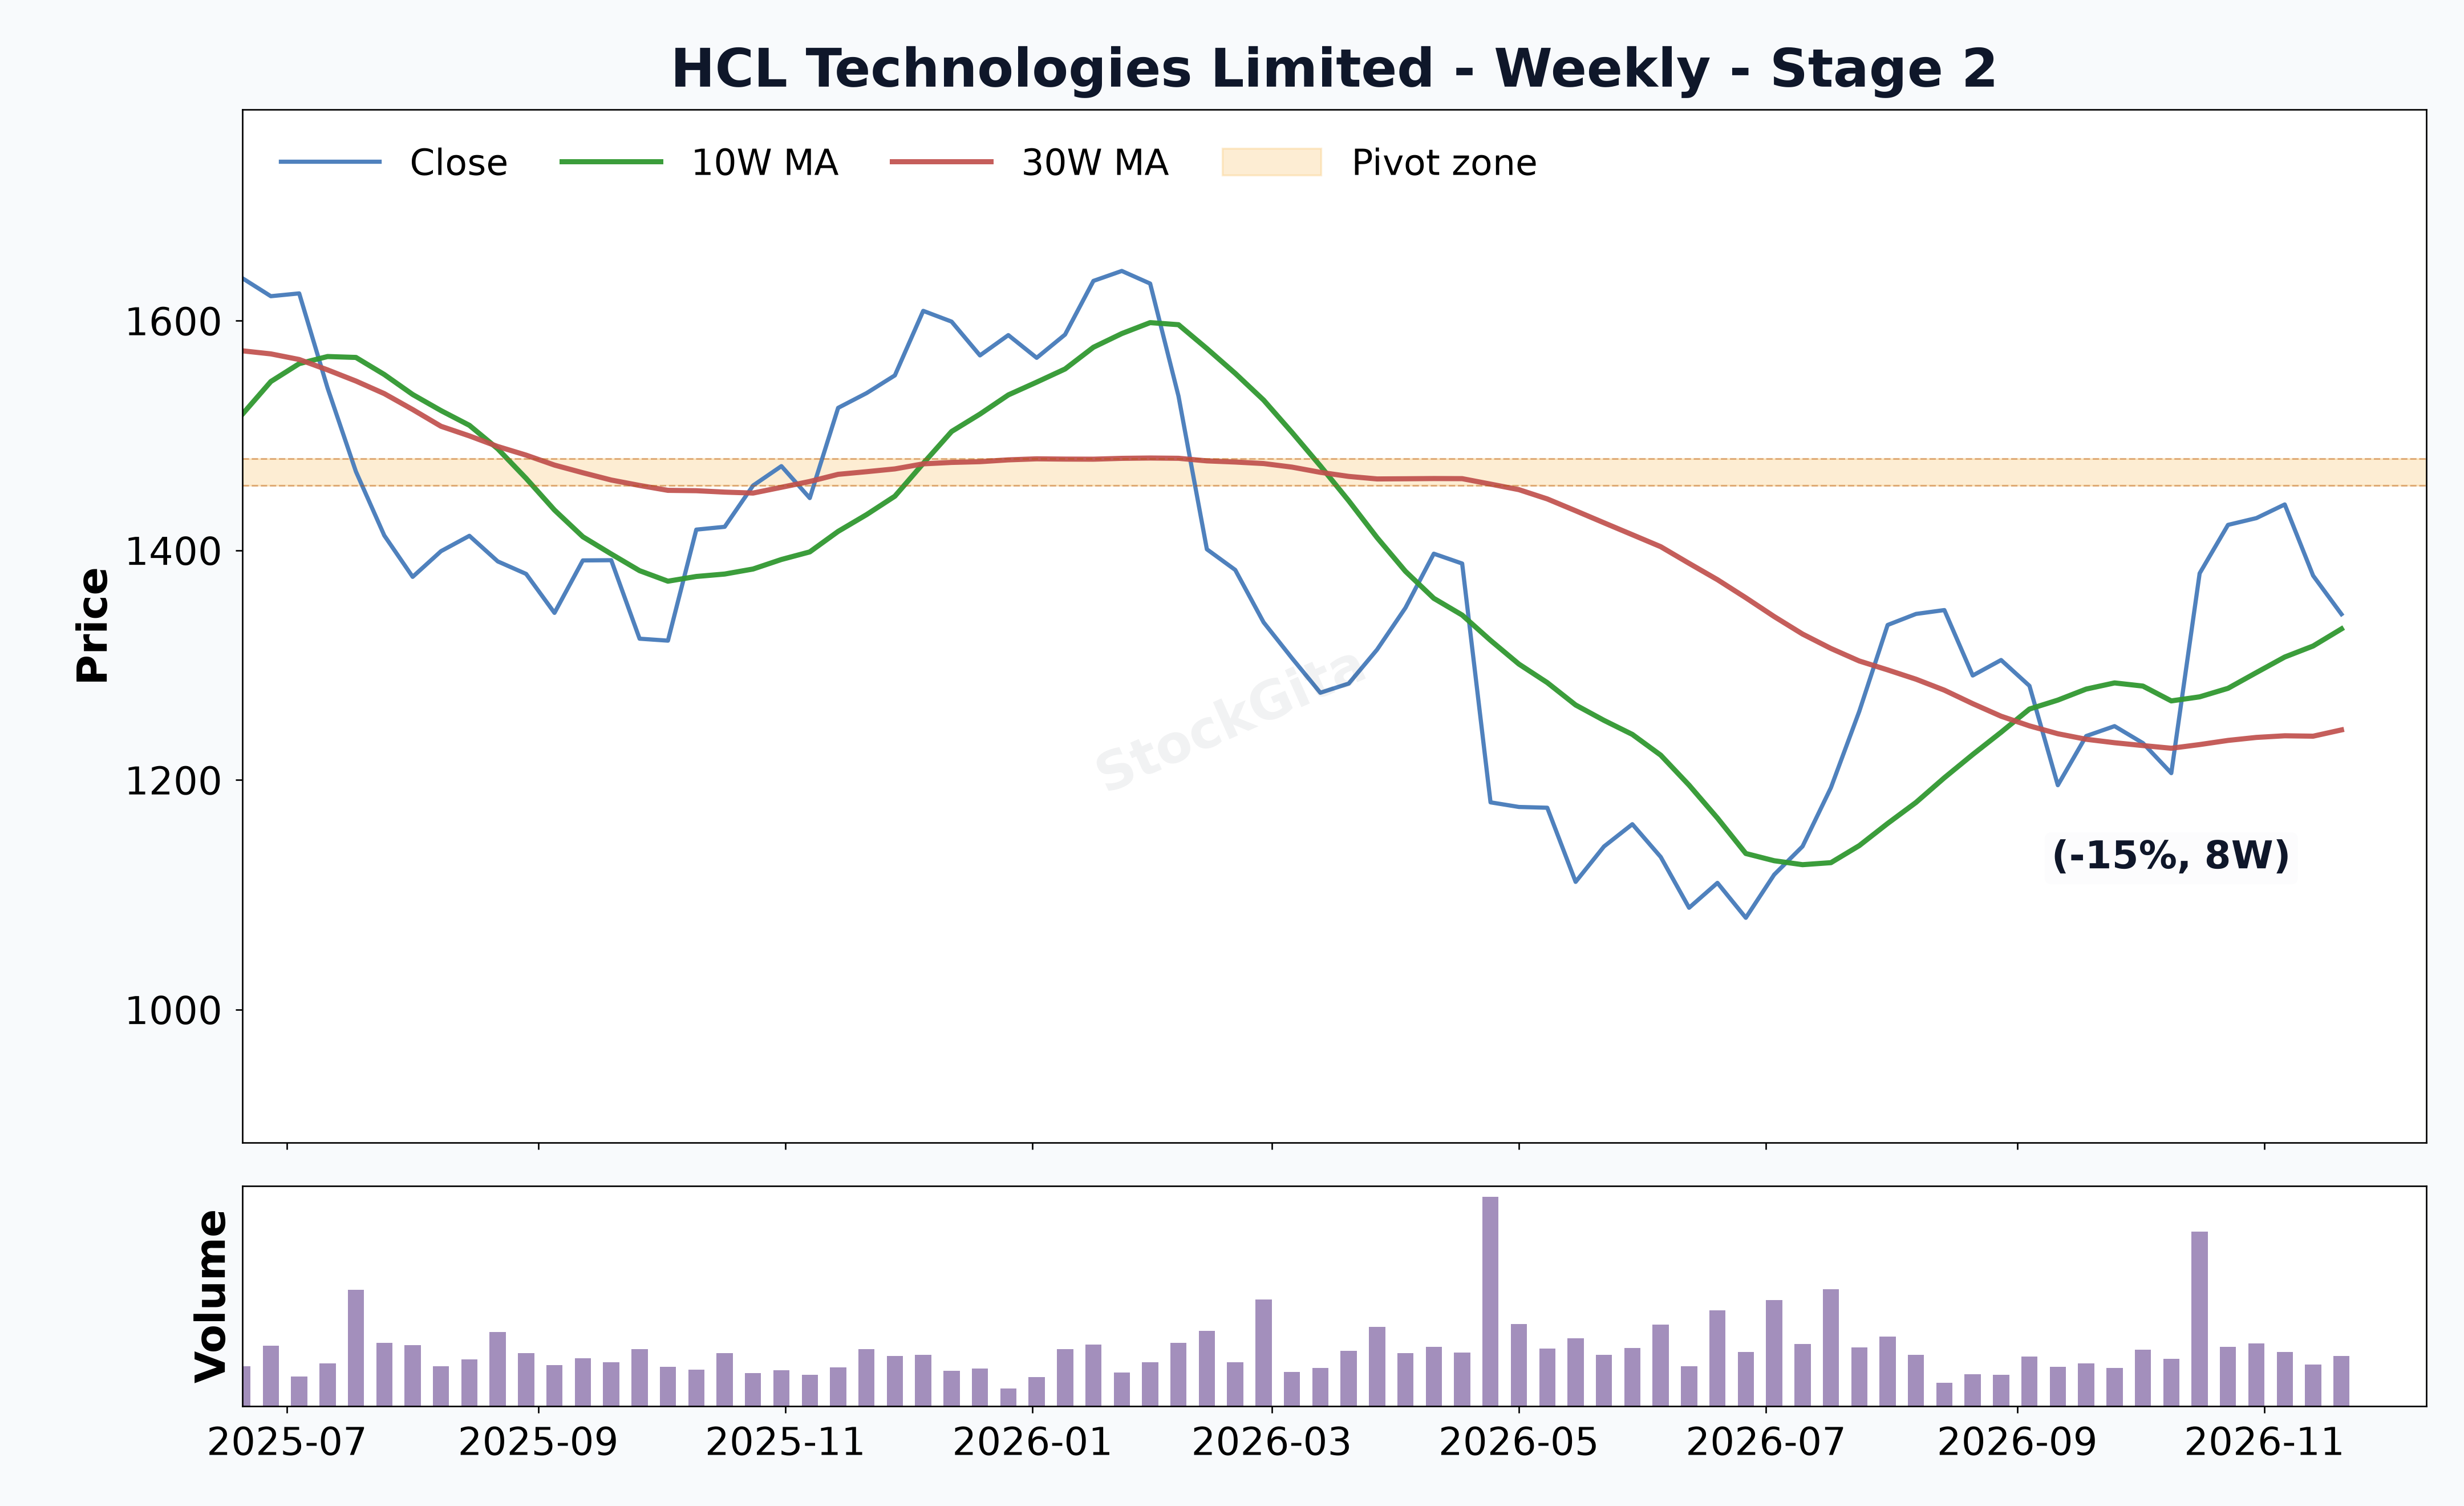 HCL Technologies Limited - Weekly - Stage 2
Close 10W MA 30W MA Pivot zone
1600
1400
1200
1000
Price
StockGita
(-15%, 8W)
Volume
2025-07 2025-09 2025-11 2026-01 2026-03 2026-05 2026-07 2026-09 2026-11